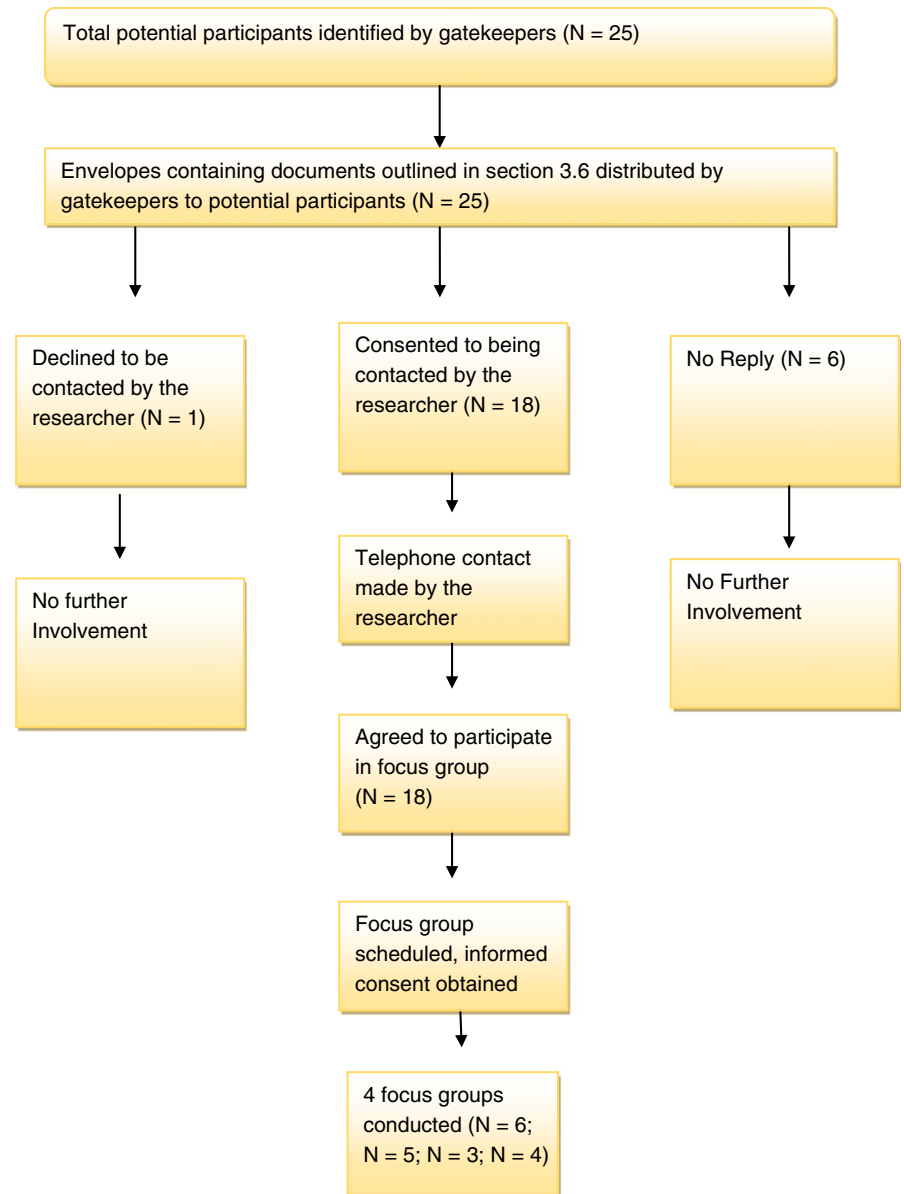 Total potential participants identified by gatekeepers (N = 25)
Envelopes containing documents outlined in section 3.6 distributed by
gatekeepers to potential participants (N = 25)
Declined to be
contacted by the
researcher (N = 1)
Consented to being
contacted by the
researcher (N = 18)
No Reply (N = 6)
Telephone contact
made by the
researcher
No further
Involvement
No Further
Involvement
Agreed to participate
in focus group
(N = 18)
Focus group
scheduled, informed
consent obtained
4 focus groups
conducted (N = 6;
N = 5; N = 3; N = 4)